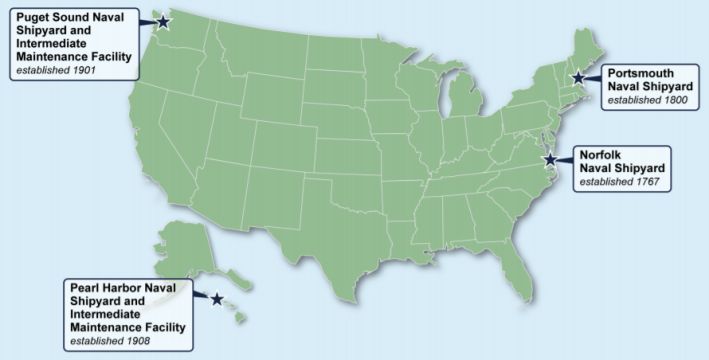 Puget Sound Naval
Shipyard and
Intermediate
Maintenance Facility
established 1901
Portsmouth
Naval Shipyard
established 1800
Norfolk
Naval Shipyard
established 1767
Pearl Harbor Naval
Shipyard and
Intermediate
Maintenance Facility
established 1908